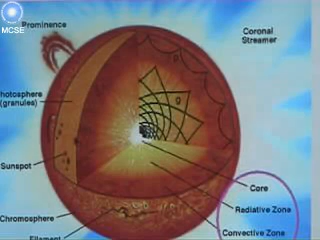 MCSE
Prominence
Coronal
Streamer
hotosphere
(granules)
g
Sunspot
Core
Radiative Zone
Chromosphere
Convective Zone
Filament